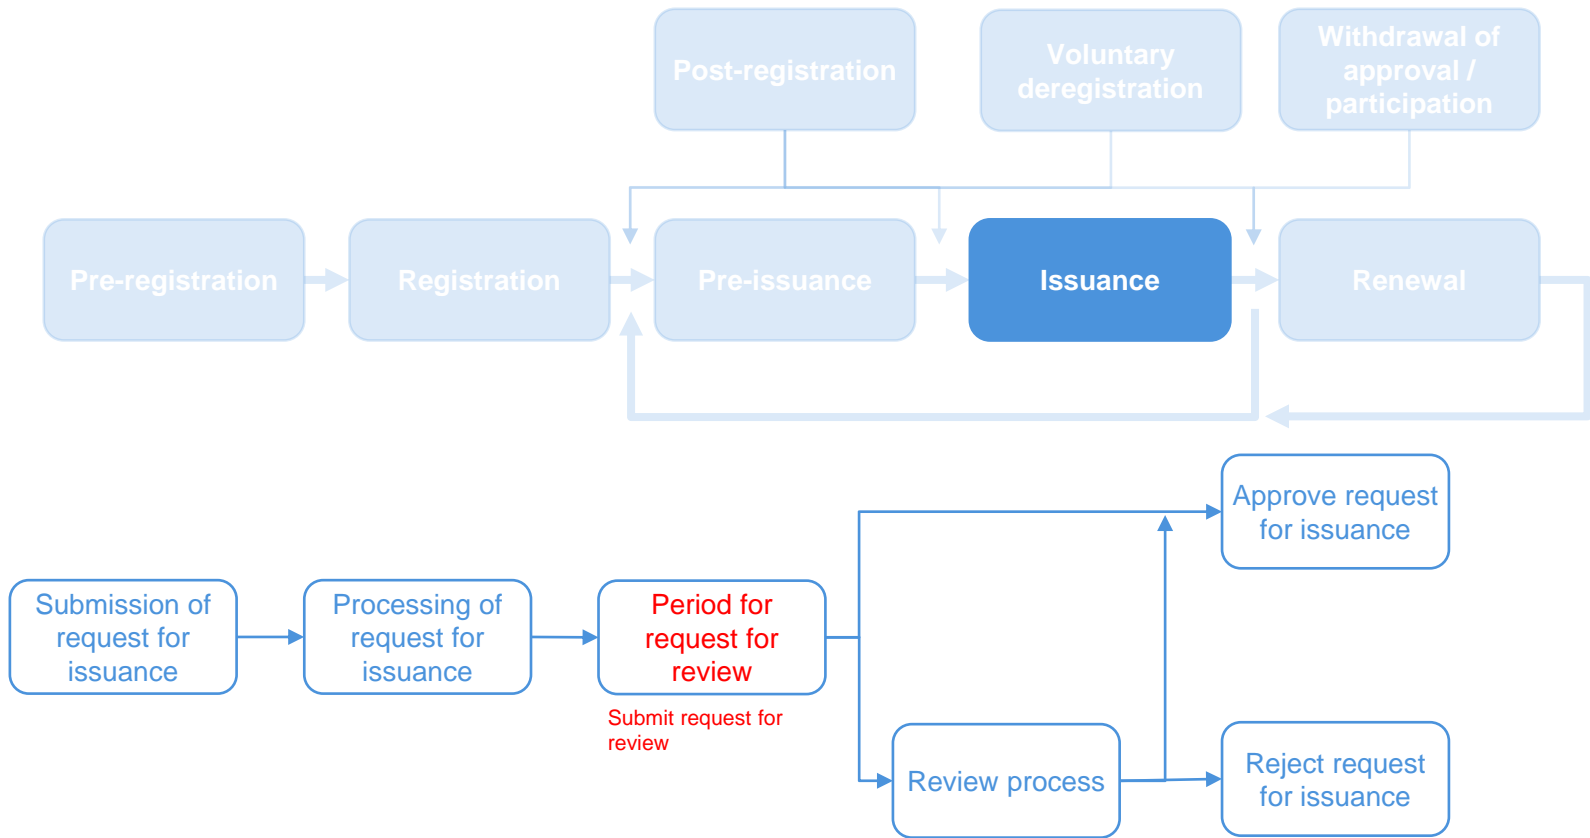 Post-registration
Voluntary
deregistration
Withdrawal of
approval /
participation
Pre-registration
Registration
Pre-issuance
Issuance
Renewal
Approve request
for issuance
Submission of
request for
issuance
Processing of
request for
issuance
Period for
request for
review
Submit request for
review
Review process
Reject request
for issuance